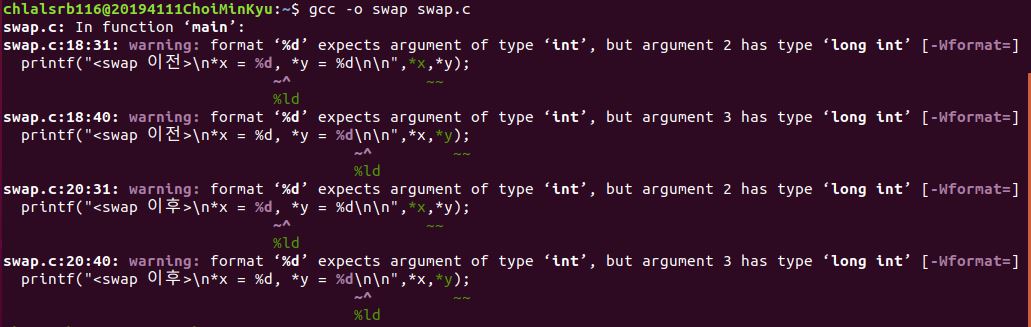 chlalsrb116@20194111ChoiMinKyu:~$ gcc -o swap swap.c
swap.c: In function ‘main’:
swap.c:18:31: warning: format ‘%d’ expects argument of type ‘int’, but argument 2 has type ‘long int’ [-Wformat=]
printf("<swap 이전>\n*x = %d, *y = %d\n\n",*x,*y);
~^ ~~
%ld
swap.c:18:40: warning: format ‘%d’ expects argument of type ‘int’, but argument 3 has type ‘long int’ [-Wformat=]
printf("<swap 이전>\n*x = %d, *y = %d\n\n",*x,*y);
~^ ~~
%ld
swap.c:20:31: warning: format ‘%d’ expects argument of type ‘int’, but argument 2 has type ‘long int’ [-Wformat=]
printf("<swap 이후>\n*x = %d, *y = %d\n\n",*x,*y);
~^ ~~
%ld
swap.c:20:40: warning: format ‘%d’ expects argument of type ‘int’, but argument 3 has type ‘long int’ [-Wformat=]
printf("<swap 이후>\n*x = %d, *y = %d\n\n",*x,*y);
~^ ~~
%ld